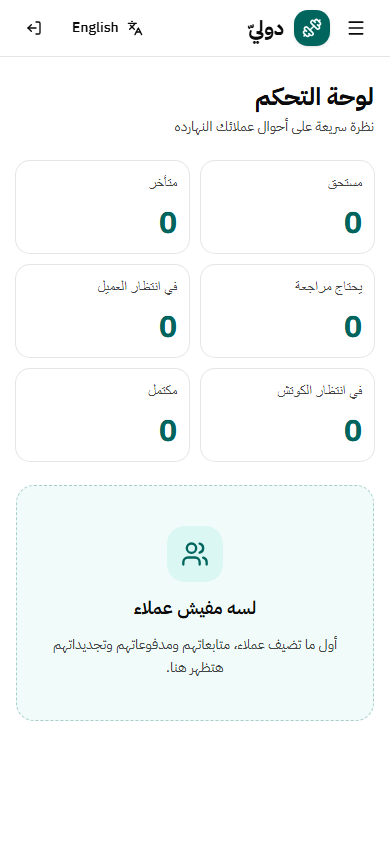 دوليّ
English
لوحة التحكم
نظرة سريعة على أحوال عملائك النهارده
مستحق
0
متأخر
0
يحتاج مراجعة
0
في انتظار العميل
0
في انتظار الكوتش
0
مكتمل
0
لسه مفيش عملاء
أول ما تضيف عملاء، متابعاتهم ومدفوعاتهم وتجديداتهم
هتظهر هنا.